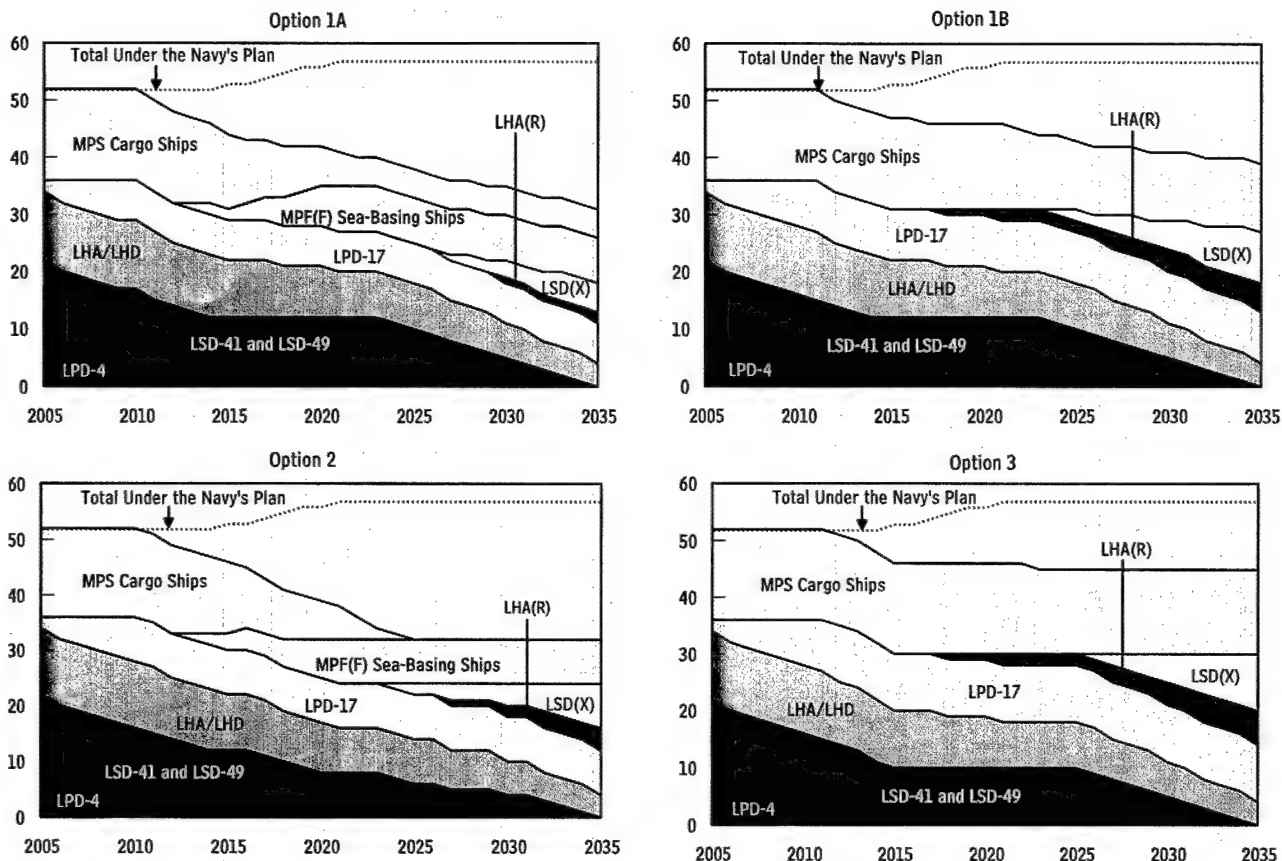 Option 1A
60
Total Under the Navy's Plan
50
LHA(R)
MPS Cargo Ships
40
30
MPF(F) Sea-Basing Ships
LHA/LHD
LPD-17
20
LSD(X)
10
LSD-41 and LSD-49
LPD-4
0
2005 2010 2015 2020 2025 2030 2035
Option 1B
60
Total Under the Navy's Plan
50
LHA(R)
MPS Cargo Ships
40
30
LPD-17
LSD(X)
20
LHA/LHD
10
LSD-41 and LSD-49
LPD-4
0
2005 2010 2015 2020 2025 2030 2035
Option 2
60
Total Under the Navy's Plan
50
MPS Cargo Ships
40
LHA(R)
30
MPF(F) Sea-Basing Ships
20
LPD-17
LSD(X)
LHA/LHD
10
LSD-41 and LSD-49
LPD-4
0
2005 2010 2015 2020 2025 2030 2035
Option 3
60
Total Under the Navy's Plan
50
LHA(R)
MPS Cargo Ships
40
30
LSD(X)
LPD-17
20
LHA/LHD
10
LSD-41 and LSD-49
LPD-4
0
2005 2010 2015 2020 2025 2030 2035